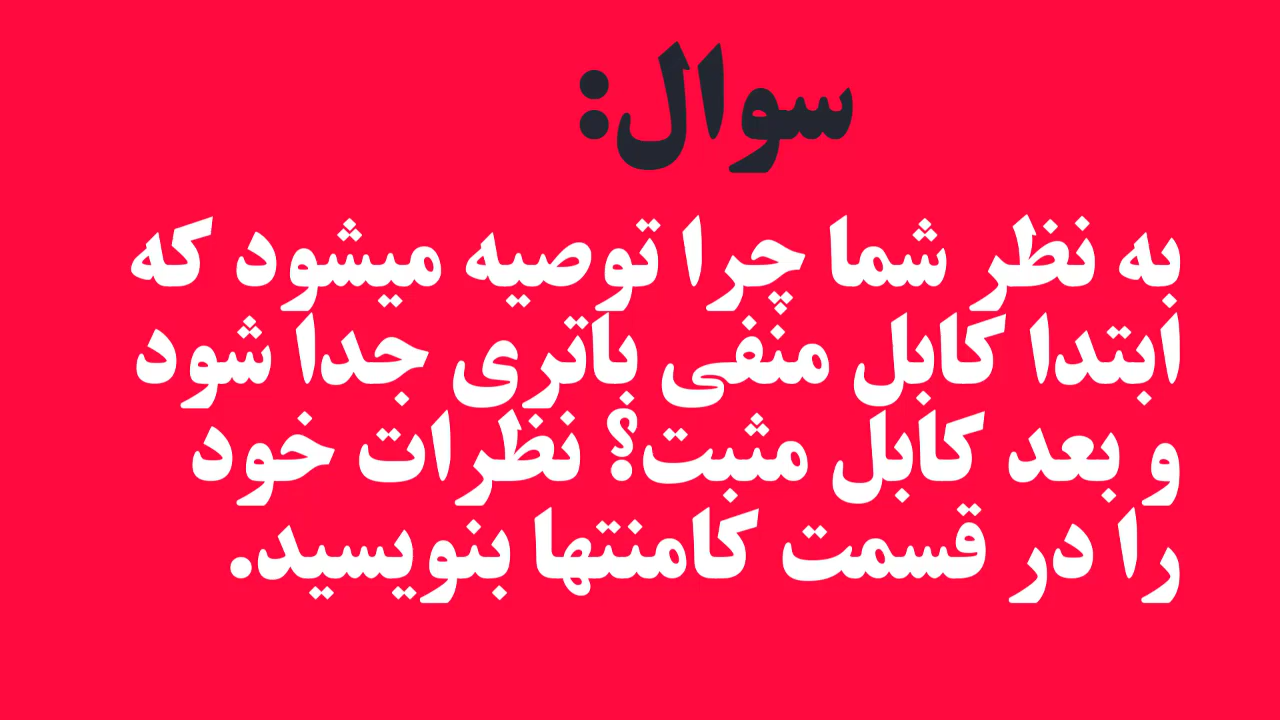 سوال:
به نظر شما چرا توصیه میشود که
ابتدا کابل منفی باتری جدا شود
و بعد کابل مثبت؟ نظرات خود
را در قسمت کامنتها بنویسید.